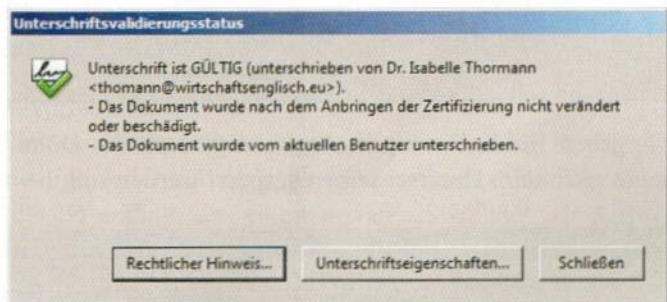 Unterschriftsvalidierungsstatus
Unterschrift ist GÜLTIG (unterschrieben von Dr. Isabelle Thormann
<thomann@wirtschaftsenglisch.eu>).
- Das Dokument wurde nach dem Anbringen der Zertifizierung nicht verändert
oder beschädigt.
- Das Dokument wurde vom aktuellen Benutzer unterschrieben.
Rechtlicher Hinweis... Unterschriftseigenschaften... Schließen